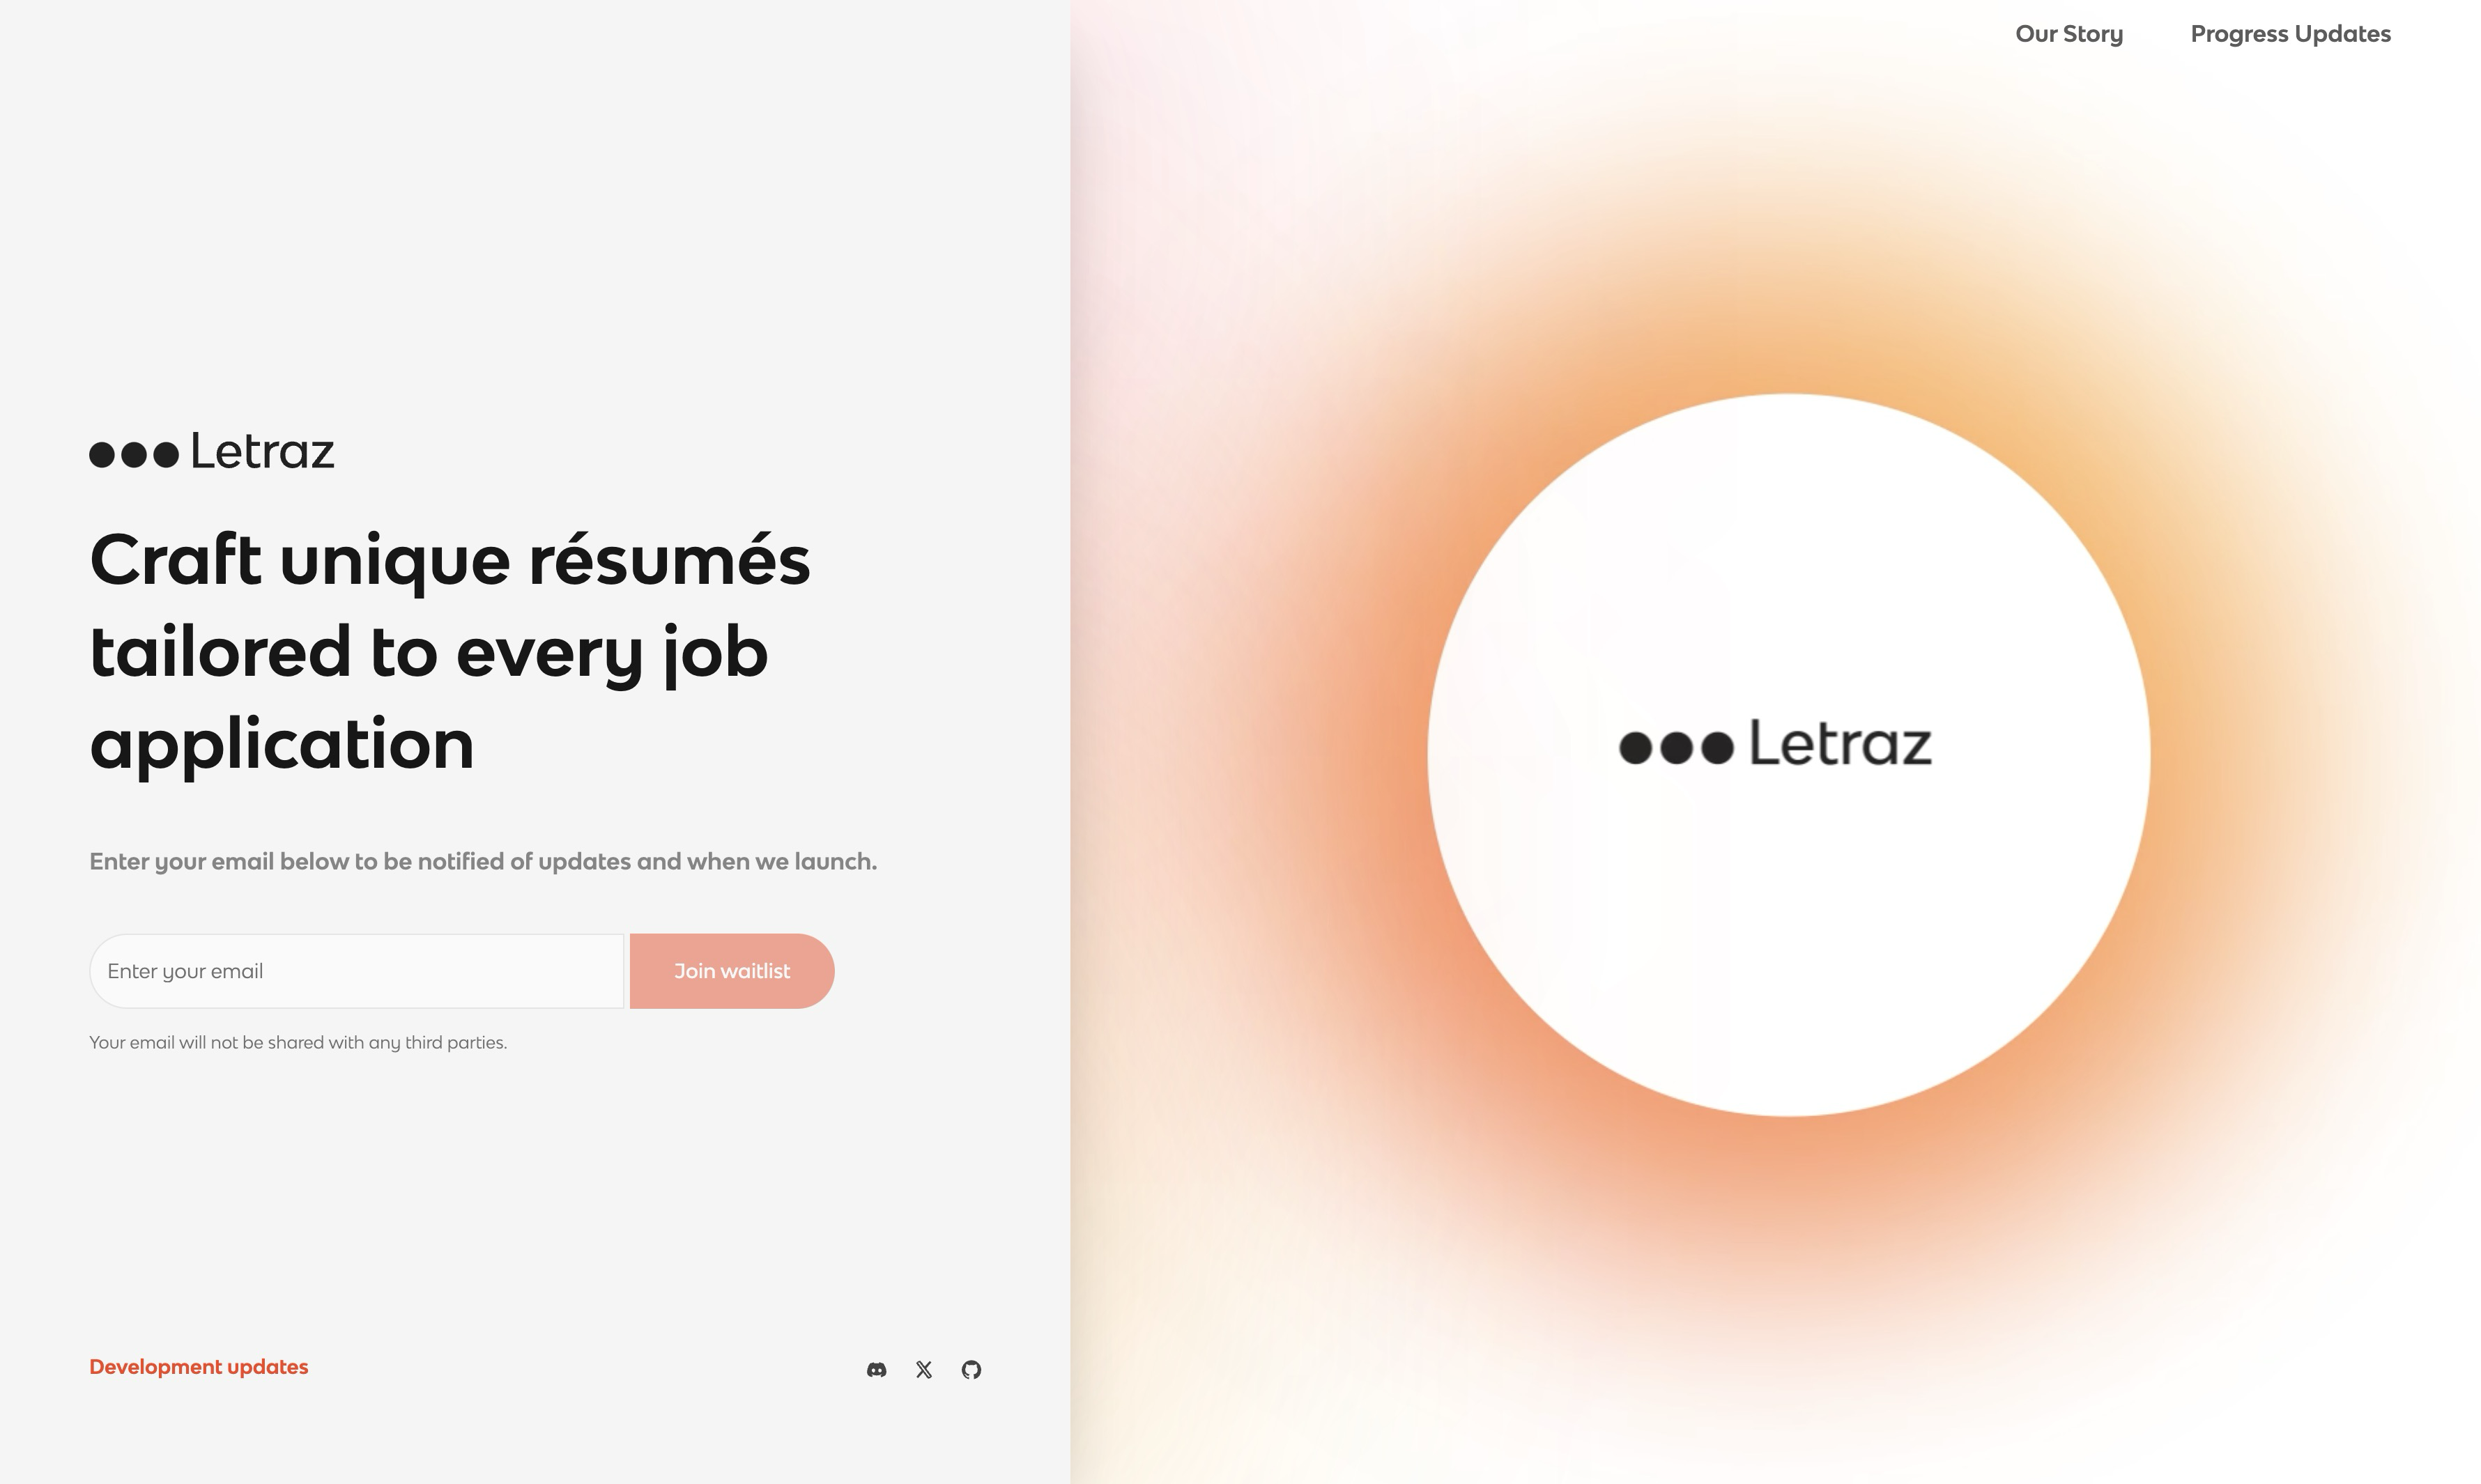 Our Story
Progress Updates
Letraz
Craft unique résumés
tailored to every job
application
Enter your email below to be notified of updates and when we launch.
Enter your email
Join waitlist
Your email will not be shared with any third parties.
Development updates
Letraz